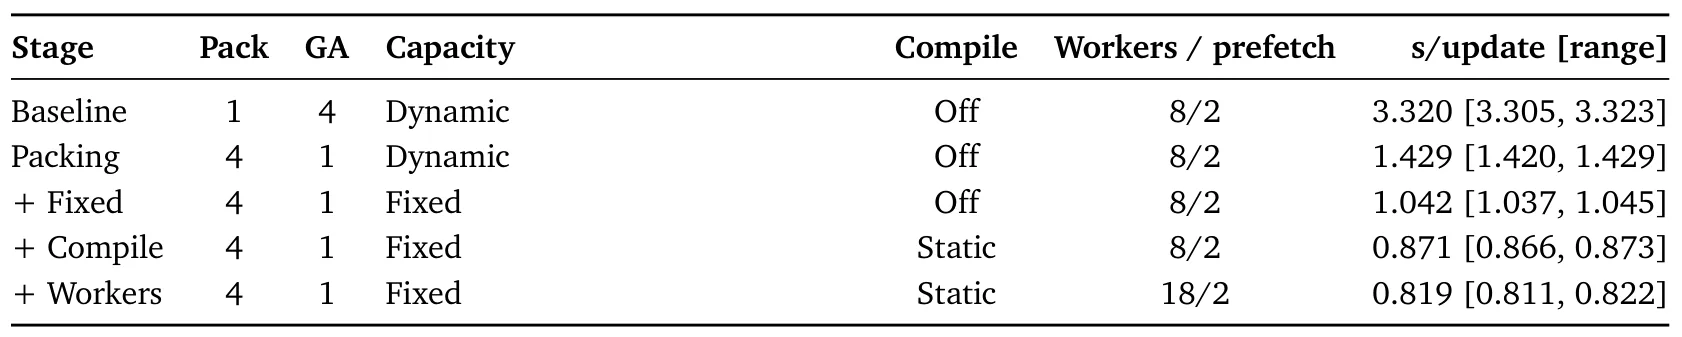 Stage Pack GA Capacity Compile Workers / prefetch s/update [range]
Baseline 1 4 Dynamic Off 8/2 3.320 [3.305, 3.323]
Packing 4 1 Dynamic Off 8/2 1.429 [1.420, 1.429]
+ Fixed 4 1 Fixed Off 8/2 1.042 [1.037, 1.045]
+ Compile 4 1 Fixed Static 8/2 0.871 [0.866, 0.873]
+ Workers 4 1 Fixed Static 18/2 0.819 [0.811, 0.822]